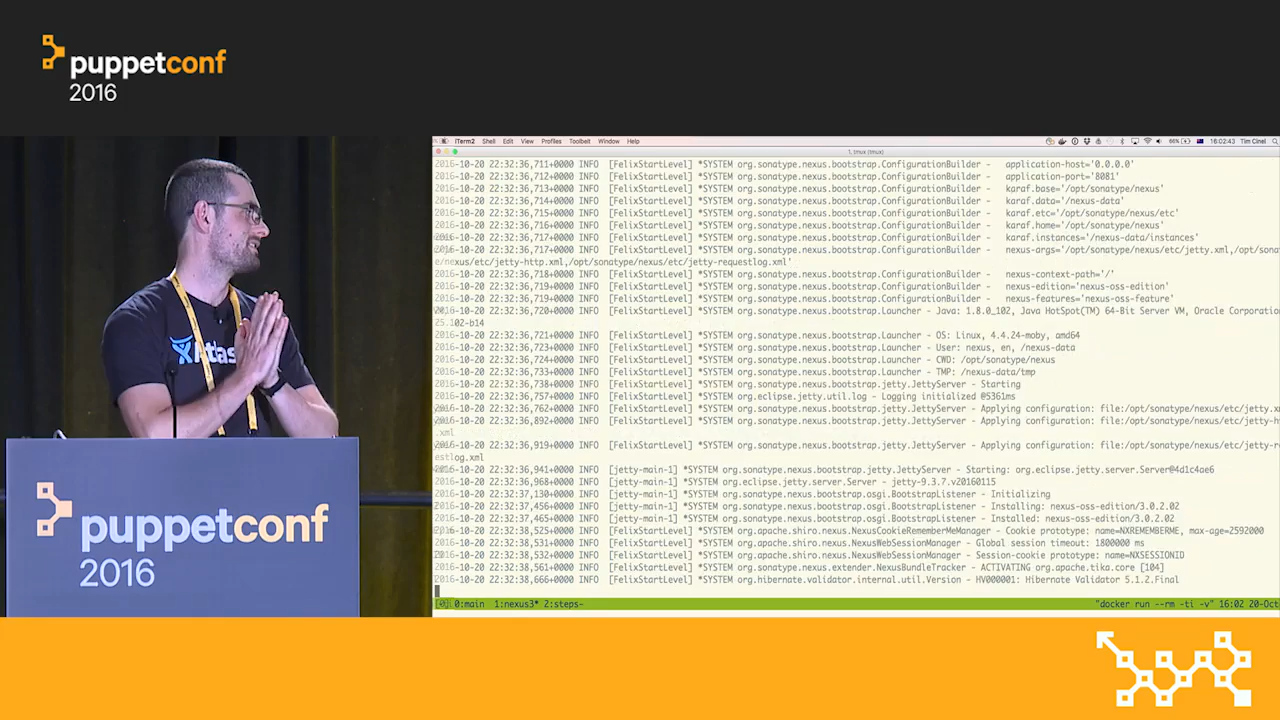 puppetconf
2016
iTerm2 Shell Edit View Profiles Toolbelt Window Help
66%
16:02:43 Tim Cinel
1. tmux (tmux)
2016-10-20 22:32:36,711+0000 INFO [FelixStartLevel] *SYSTEM org.sonatype.nexus.bootstrap.ConfigurationBuilder - application-host='0.0.0.0'
2016-10-20 22:32:36,712+0000 INFO [FelixStartLevel] *SYSTEM org.sonatype.nexus.bootstrap.ConfigurationBuilder - application-port='8081'
2016-10-20 22:32:36,713+0000 INFO [FelixStartLevel] *SYSTEM org.sonatype.nexus.bootstrap.ConfigurationBuilder - karaf.base='/opt/sonatype/nexus'
2016-10-20 22:32:36,714+0000 INFO [FelixStartLevel] *SYSTEM org.sonatype.nexus.bootstrap.ConfigurationBuilder - karaf.data='/nexus-data'
2016-10-20 22:32:36,715+0000 INFO [FelixStartLevel] *SYSTEM org.sonatype.nexus.bootstrap.ConfigurationBuilder - karaf.etc='/opt/sonatype/nexus/etc'
2016-10-20 22:32:36,716+0000 INFO [FelixStartLevel] *SYSTEM org.sonatype.nexus.bootstrap.ConfigurationBuilder - karaf.home='/opt/sonatype/nexus'
2016-10-20 22:32:36,717+0000 INFO [FelixStartLevel] *SYSTEM org.sonatype.nexus.bootstrap.ConfigurationBuilder - karaf.instances='/nexus-data/instances'
2016-10-20 22:32:36,717+0000 INFO [FelixStartLevel] *SYSTEM org.sonatype.nexus.bootstrap.ConfigurationBuilder - nexus-args='/opt/sonatype/nexus/etc/jetty.xml,/opt/sona
e/nexus/etc/jetty-http.xml,/opt/sonatype/nexus/etc/jetty-requestlog.xml'
2016-10-20 22:32:36,718+0000 INFO [FelixStartLevel] *SYSTEM org.sonatype.nexus.bootstrap.ConfigurationBuilder - nexus-context-path='/'
2016-10-20 22:32:36,719+0000 INFO [FelixStartLevel] *SYSTEM org.sonatype.nexus.bootstrap.ConfigurationBuilder - nexus-edition='nexus-oss-edition'
2016-10-20 22:32:36,719+0000 INFO [FelixStartLevel] *SYSTEM org.sonatype.nexus.bootstrap.ConfigurationBuilder - nexus-features='nexus-oss-feature'
2016-10-20 22:32:36,720+0000 INFO [FelixStartLevel] *SYSTEM org.sonatype.nexus.bootstrap.Launcher - Java: 1.8.0_102, Java HotSpot(TM) 64-Bit Server VM, Oracle Corporatio
25.102-b14
2016-10-20 22:32:36,721+0000 INFO [FelixStartLevel] *SYSTEM org.sonatype.nexus.bootstrap.Launcher - OS: Linux, 4.4.24-moby, amd64
2016-10-20 22:32:36,723+0000 INFO [FelixStartLevel] *SYSTEM org.sonatype.nexus.bootstrap.Launcher - User: nexus, en, /nexus-data
2016-10-20 22:32:36,724+0000 INFO [FelixStartLevel] *SYSTEM org.sonatype.nexus.bootstrap.Launcher - CWD: /opt/sonatype/nexus
2016-10-20 22:32:36,733+0000 INFO [FelixStartLevel] *SYSTEM org.sonatype.nexus.bootstrap.Launcher - TMP: /nexus-data/tmp
2016-10-20 22:32:36,738+0000 INFO [FelixStartLevel] *SYSTEM org.sonatype.nexus.bootstrap.jetty.JettyServer - Starting
2016-10-20 22:32:36,757+0000 INFO [FelixStartLevel] *SYSTEM org.eclipse.jetty.util.log - Logging initialized @5361ms
2016-10-20 22:32:36,762+0000 INFO [FelixStartLevel] *SYSTEM org.sonatype.nexus.bootstrap.jetty.JettyServer - Applying configuration: file:/opt/sonatype/nexus/etc/jetty.x
2016-10-20 22:32:36,892+0000 INFO [FelixStartLevel] *SYSTEM org.sonatype.nexus.bootstrap.jetty.JettyServer - Applying configuration: file:/opt/sonatype/nexus/etc/jetty-h
.xml
2016-10-20 22:32:36,919+0000 INFO [FelixStartLevel] *SYSTEM org.sonatype.nexus.bootstrap.jetty.JettyServer - Applying configuration: file:/opt/sonatype/nexus/etc/jetty-r
estlog.xml
2016-10-20 22:32:36,941+0000 INFO [jetty-main-1] *SYSTEM org.sonatype.nexus.bootstrap.jetty.JettyServer - Starting: org.eclipse.jetty.server.Server@4d1c4ae6
2016-10-20 22:32:36,968+0000 INFO [jetty-main-1] *SYSTEM org.eclipse.jetty.server.Server - jetty-9.3.7.v20160115
2016-10-20 22:32:37,130+0000 INFO [jetty-main-1] *SYSTEM org.sonatype.nexus.bootstrap.osgi.BootstrapListener - Initializing
2016-10-20 22:32:37,456+0000 INFO [jetty-main-1] *SYSTEM org.sonatype.nexus.bootstrap.osgi.BootstrapListener - Installing: nexus-oss-edition/3.0.2.02
2016-10-20 22:32:37,465+0000 INFO [jetty-main-1] *SYSTEM org.sonatype.nexus.bootstrap.osgi.BootstrapListener - Installed: nexus-oss-edition/3.0.2.02
2016-10-20 22:32:38,525+0000 INFO [FelixStartLevel] *SYSTEM org.apache.shiro.nexus.NexusCookieRememberMeManager - Cookie prototype: name=NXREMEMBERME, max-age=2592000
2016-10-20 22:32:38,531+0000 INFO [FelixStartLevel] *SYSTEM org.apache.shiro.nexus.NexusWebSessionManager - Global session timeout: 1800000 ms
2016-10-20 22:32:38,532+0000 INFO [FelixStartLevel] *SYSTEM org.apache.shiro.nexus.NexusWebSessionManager - Session-cookie prototype: name=NXSESSIONID
2016-10-20 22:32:38,561+0000 INFO [FelixStartLevel] *SYSTEM org.sonatype.nexus.extender.NexusBundleTracker - ACTIVATING org.apache.tika.core [104]
2016-10-20 22:32:38,666+0000 INFO [FelixStartLevel] *SYSTEM org.hibernate.validator.internal.util.Version - HV000001: Hibernate Validator 5.1.2.Final
[0] 0:main 1:nexus3* 2:steps- "docker run --rm -ti -v" 16:02 20-Oct
puppetconf
2016